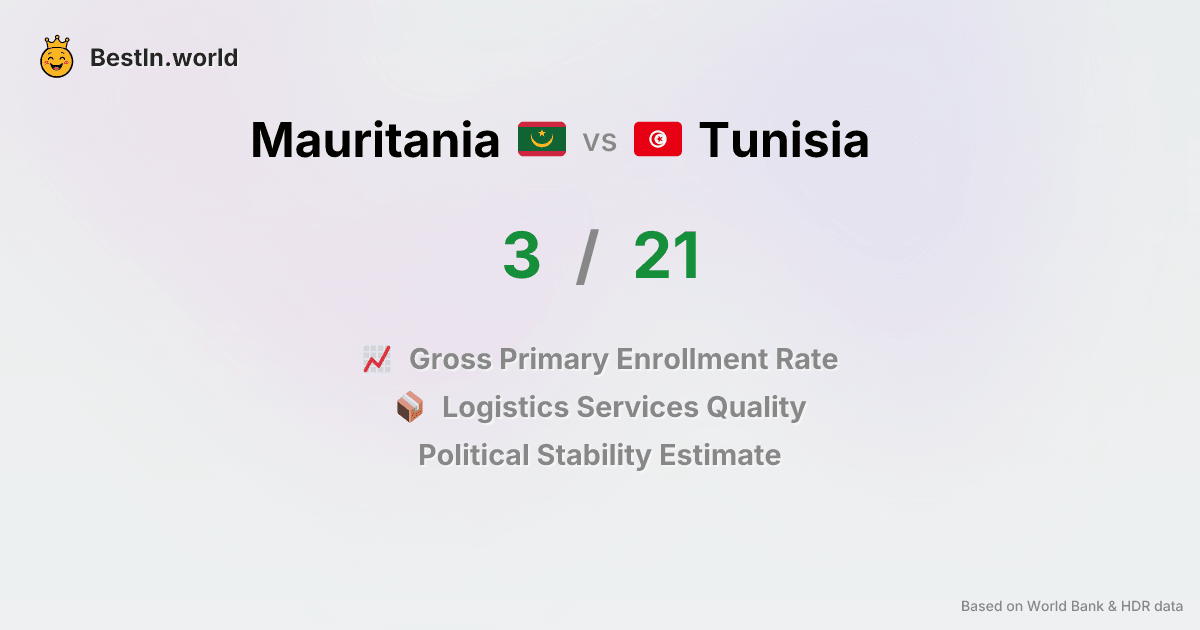 BestIn.world
Mauritania vs Tunisia
3 / 21
Gross Primary Enrollment Rate
Logistics Services Quality
Political Stability Estimate
Based on World Bank & HDR data